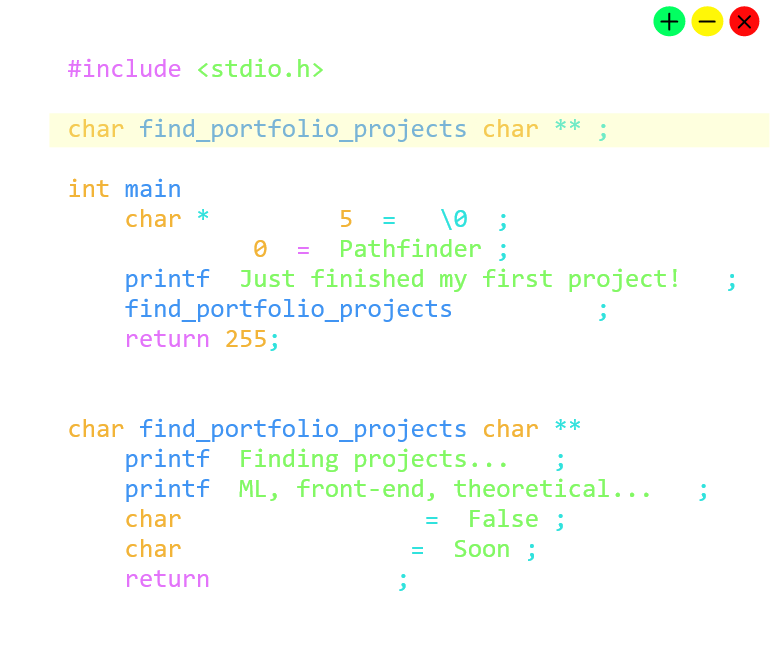 #include <stdio.h>
char find_portfolio_projects char ** ;
int main
char * 5 = \0 ;
0 = Pathfinder ;
printf Just finished my first project! ;
find_portfolio_projects ;
return 255;
char find_portfolio_projects char **
printf Finding projects... ;
printf ML, front-end, theoretical... ;
char = False ;
char = Soon ;
return ;